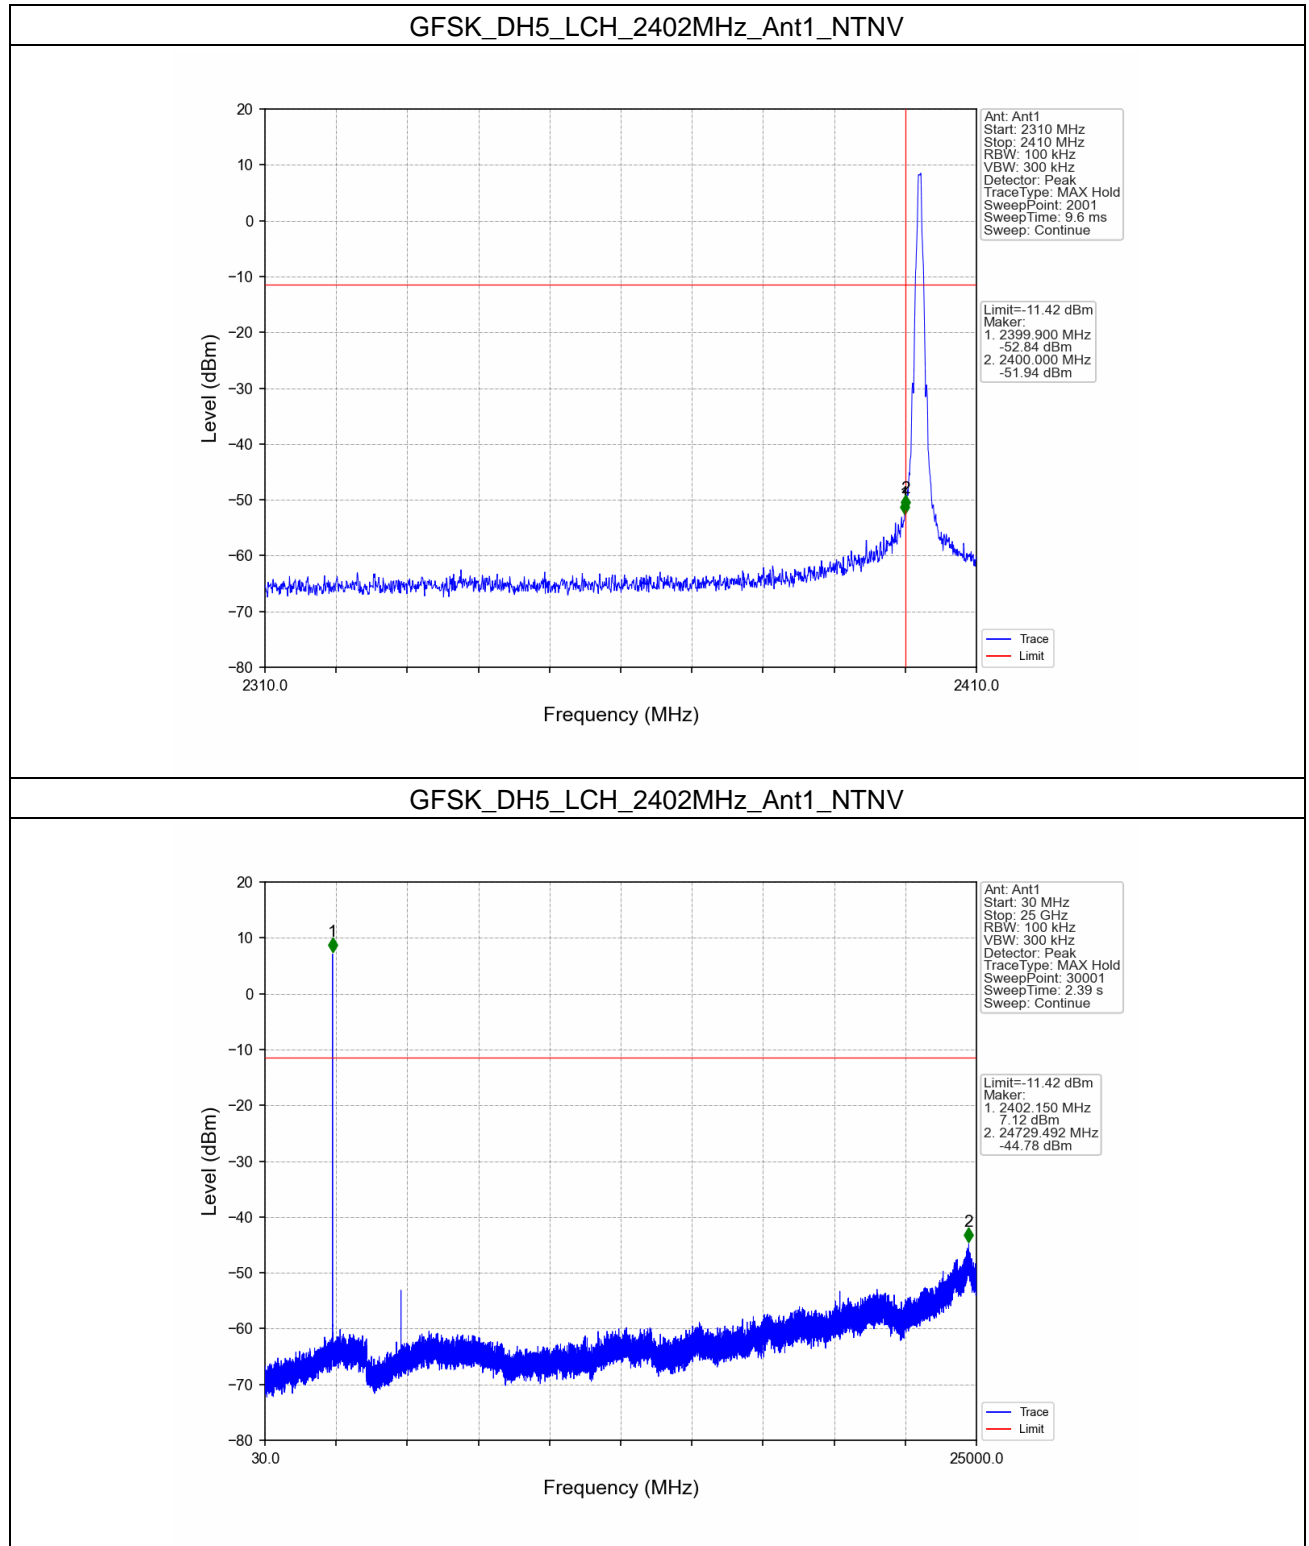 GFSK_DH5_LCH_2402MHz_Ant1_NTNV
20
10
0
−10
−20
−30
−40
−50
−60
−70
−80
Level (dBm)
2310.0
2410.0
Frequency (MHz)
2
Ant: Ant1
Start: 2310 MHz
Stop: 2410 MHz
RBW: 100 kHz
VBW: 300 kHz
Detector: Peak
TraceType: MAX Hold
SweepPoint: 2001
SweepTime: 9.6 ms
Sweep: Continue
Limit=-11.42 dBm
Maker:
1. 2399.900 MHz
-52.84 dBm
2. 2400.000 MHz
-51.94 dBm
Trace
Limit
GFSK_DH5_LCH_2402MHz_Ant1_NTNV
20
10
0
−10
−20
−30
−40
−50
−60
−70
−80
Level (dBm)
30.0
25000.0
Frequency (MHz)
1
2
Ant: Ant1
Start: 30 MHz
Stop: 25 GHz
RBW: 100 kHz
VBW: 300 kHz
Detector: Peak
TraceType: MAX Hold
SweepPoint: 30001
SweepTime: 2.39 s
Sweep: Continue
Limit=-11.42 dBm
Maker:
1. 2402.150 MHz
7.12 dBm
2. 24729.492 MHz
-44.78 dBm
Trace
Limit